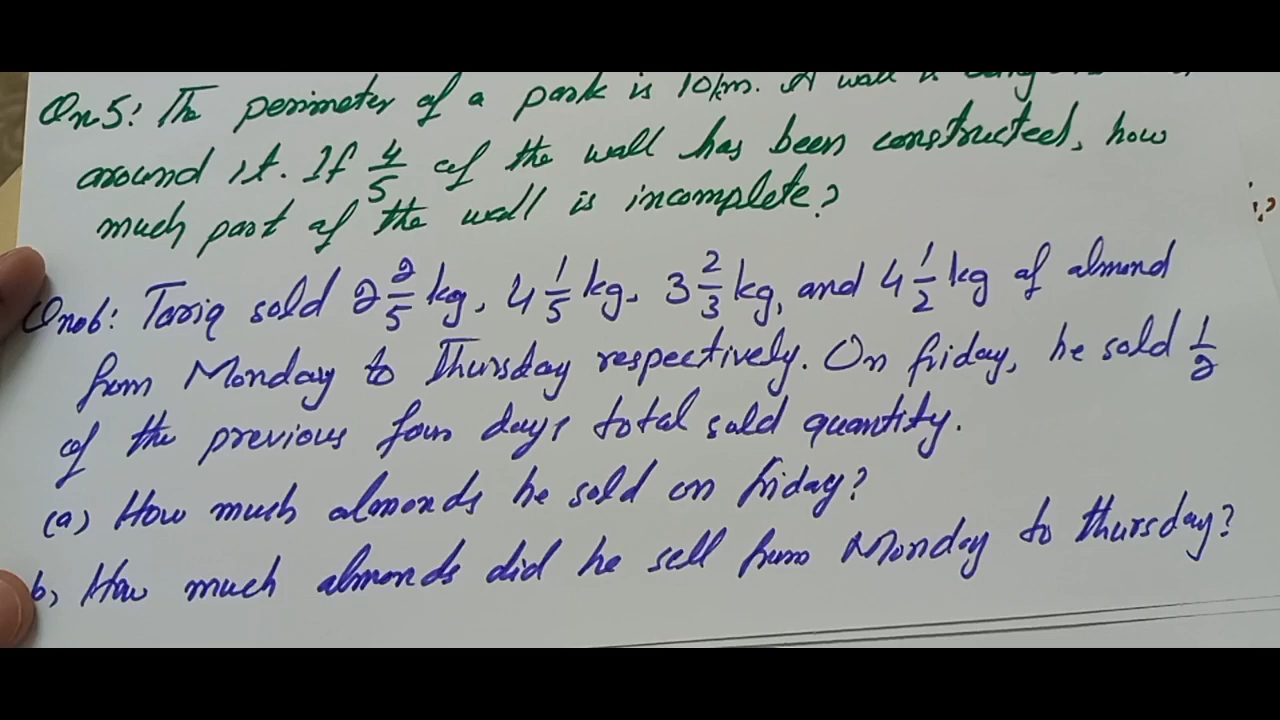 Qn5: The perimeter of a park is 10km. A wall is
around it. If 4/5 of the wall has been constructed, how
much part of the wall is incomplete?
Qno6: Tariq sold 2 2/5 kg, 4 1/5 kg, 3 2/3 kg, and 4 1/2 kg of almond
from Monday to Thursday respectively. On friday, he sold 1/2
of the previous four days total sold quantity.
(a) How much almonds he sold on friday?
b, How much almonds did he sell from Monday to thursday?